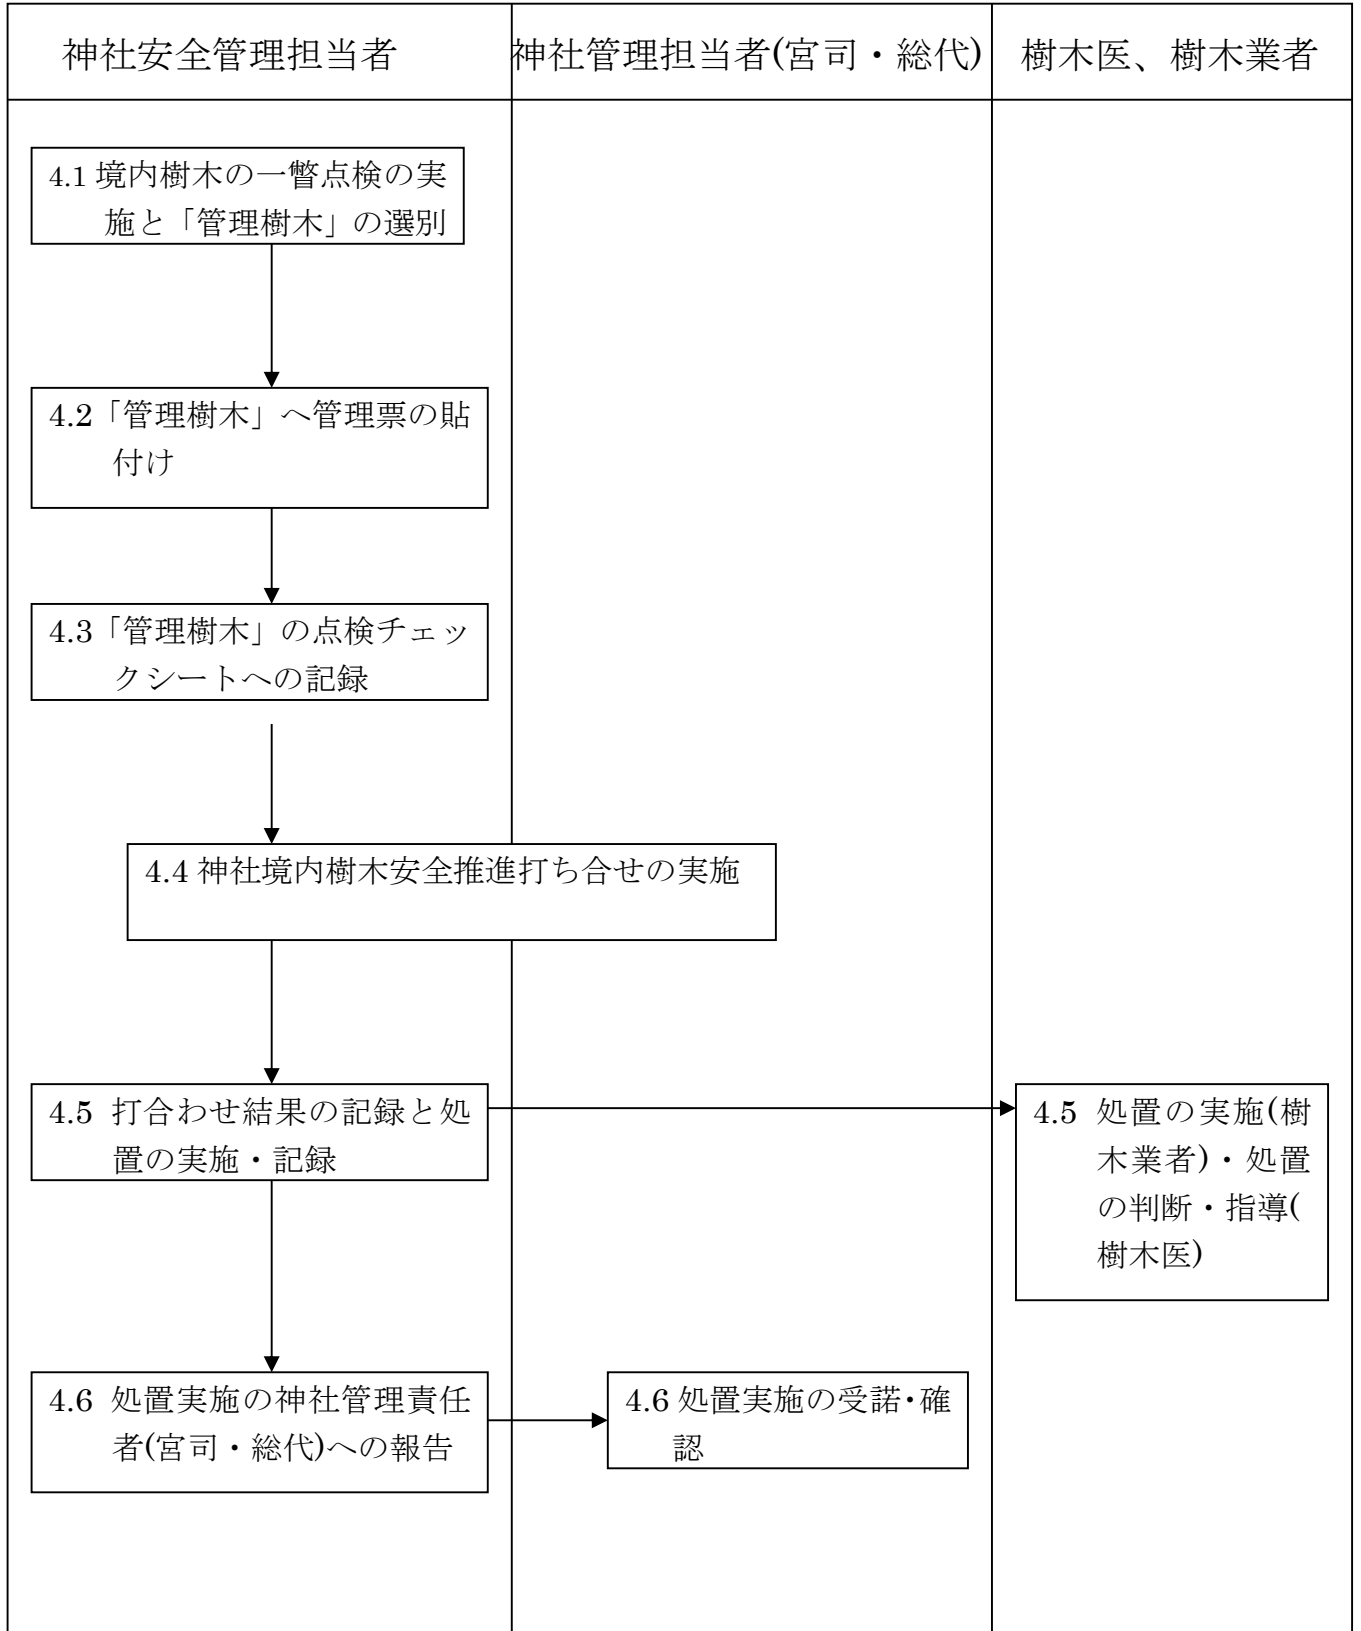 神社安全管理担当者
神社管理担当者(宮司・総代)
樹木医、樹木業者
4.1 境内樹木の一瞥点検の実
施と「管理樹木」の選別
4.2「管理樹木」へ管理票の貼
付け
4.3「管理樹木」の点検チェッ
クシートへの記録
4.4 神社境内樹木安全推進打ち合せの実施
4.5 打合わせ結果の記録と処
置の実施・記録
4.5 処置の実施(樹
木業者)・処置
の判断・指導(
樹木医)
4.6 処置実施の神社管理責任
者(宮司・総代)への報告
4.6 処置実施の受諾・確
認